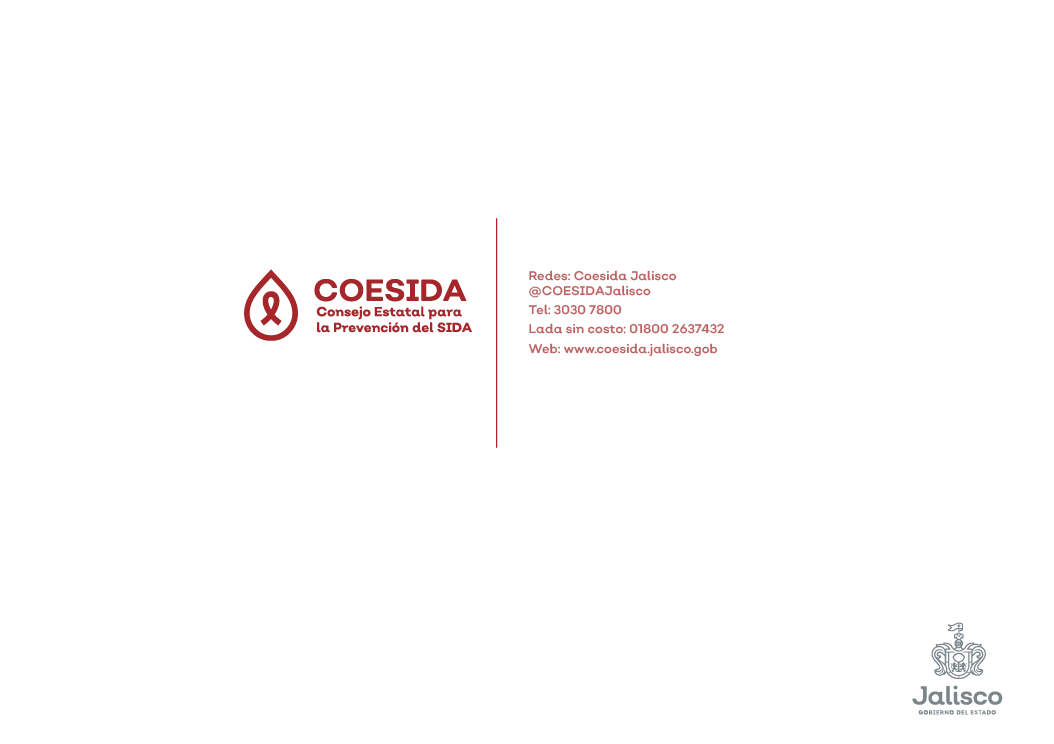 COESIDA
Consejo Estatal para
la Prevención del SIDA
Redes: Coesida Jalisco
@COESIDAJalisco
Tel: 3030 7800
Lada sin costo: 01800 2637432
Web: www.coesida.jalisco.gob
Jalisco
GOBIERNO DEL ESTADO